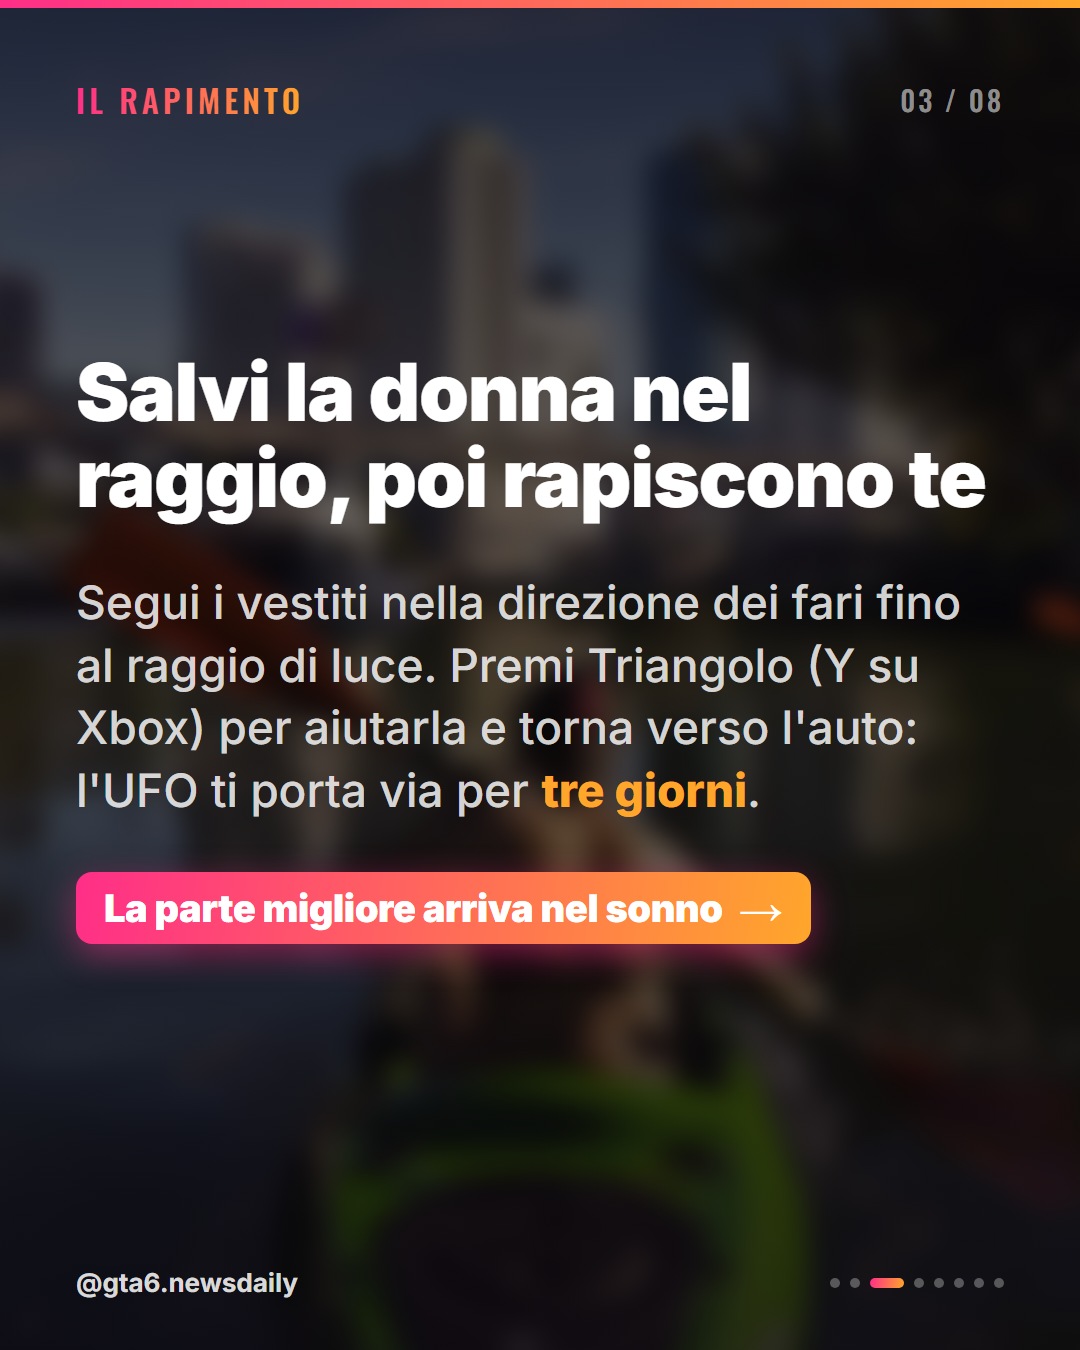 IL RAPIMENTO
03 / 08
Salvi la donna nel
raggio, poi rapiscono te
Segui i vestiti nella direzione dei fari fino
al raggio di luce. Premi Triangolo (Y su
Xbox) per aiutarla e torna verso l'auto:
l'UFO ti porta via per tre giorni.
La parte migliore arriva nel sonno →
@gta6.newsdaily